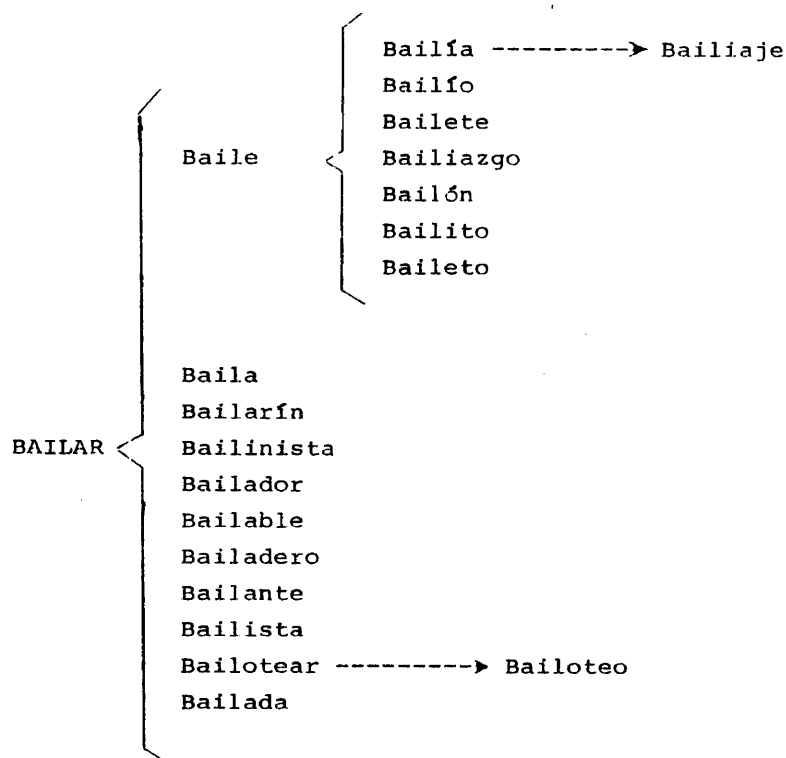 Bailía ---------> Bailiaje
Bailío
Bailete
Baile Bailiazgo
Bailón
Bailito
Baileto
Baila
Bailarín
BAILAR Bailinista
Bailador
Bailable
Bailadero
Bailante
Bailista
Bailotear ---------> Bailoteo
Bailada